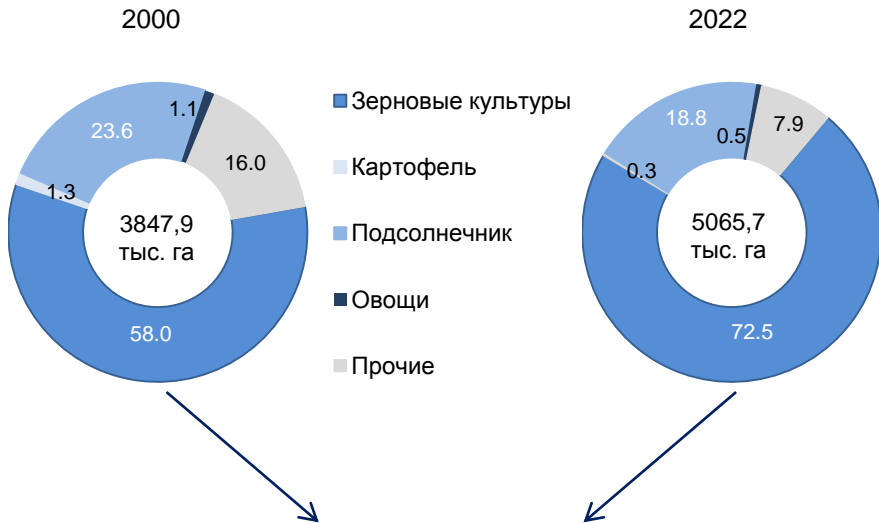 2000
2022
1.1
23.6
16.0
1.3
3847,9
тыс. га
58.0
Зерновые культуры
Картофель
Подсолнечник
Овощи
Прочие
18.8
0.5
7.9
0.3
5065,7
тыс. га
72.5